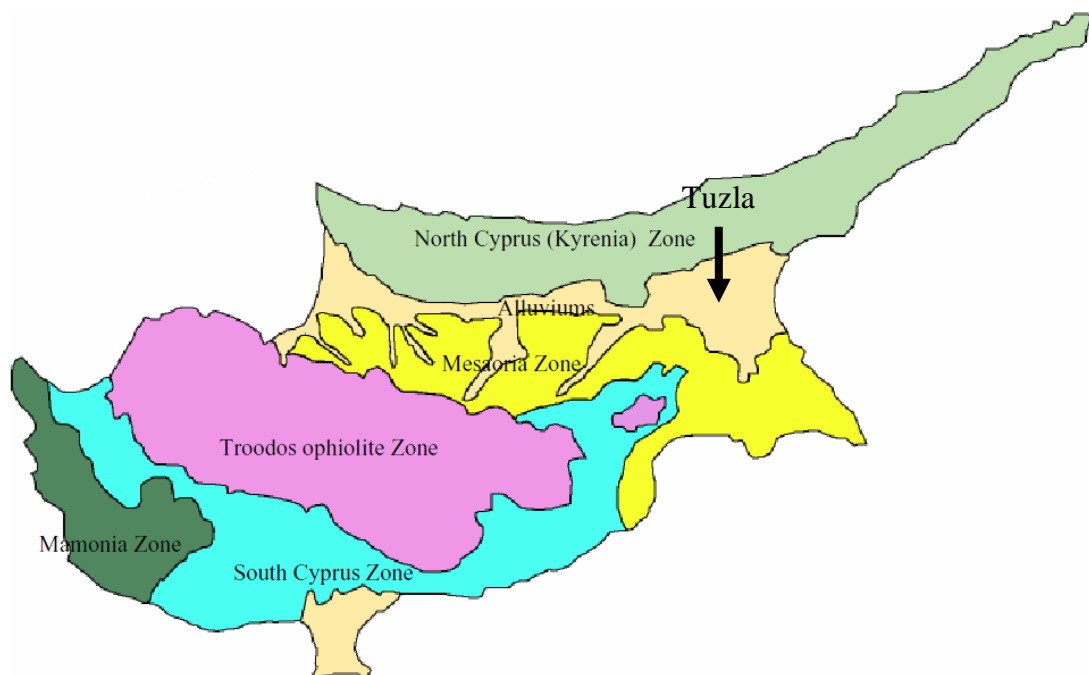 Tuzla
North Cyprus (Kyrenia) Zone
Alluviums
Mesaoria Zone
Troodos ophiolite Zone
Mamonia Zone
South Cyprus Zone